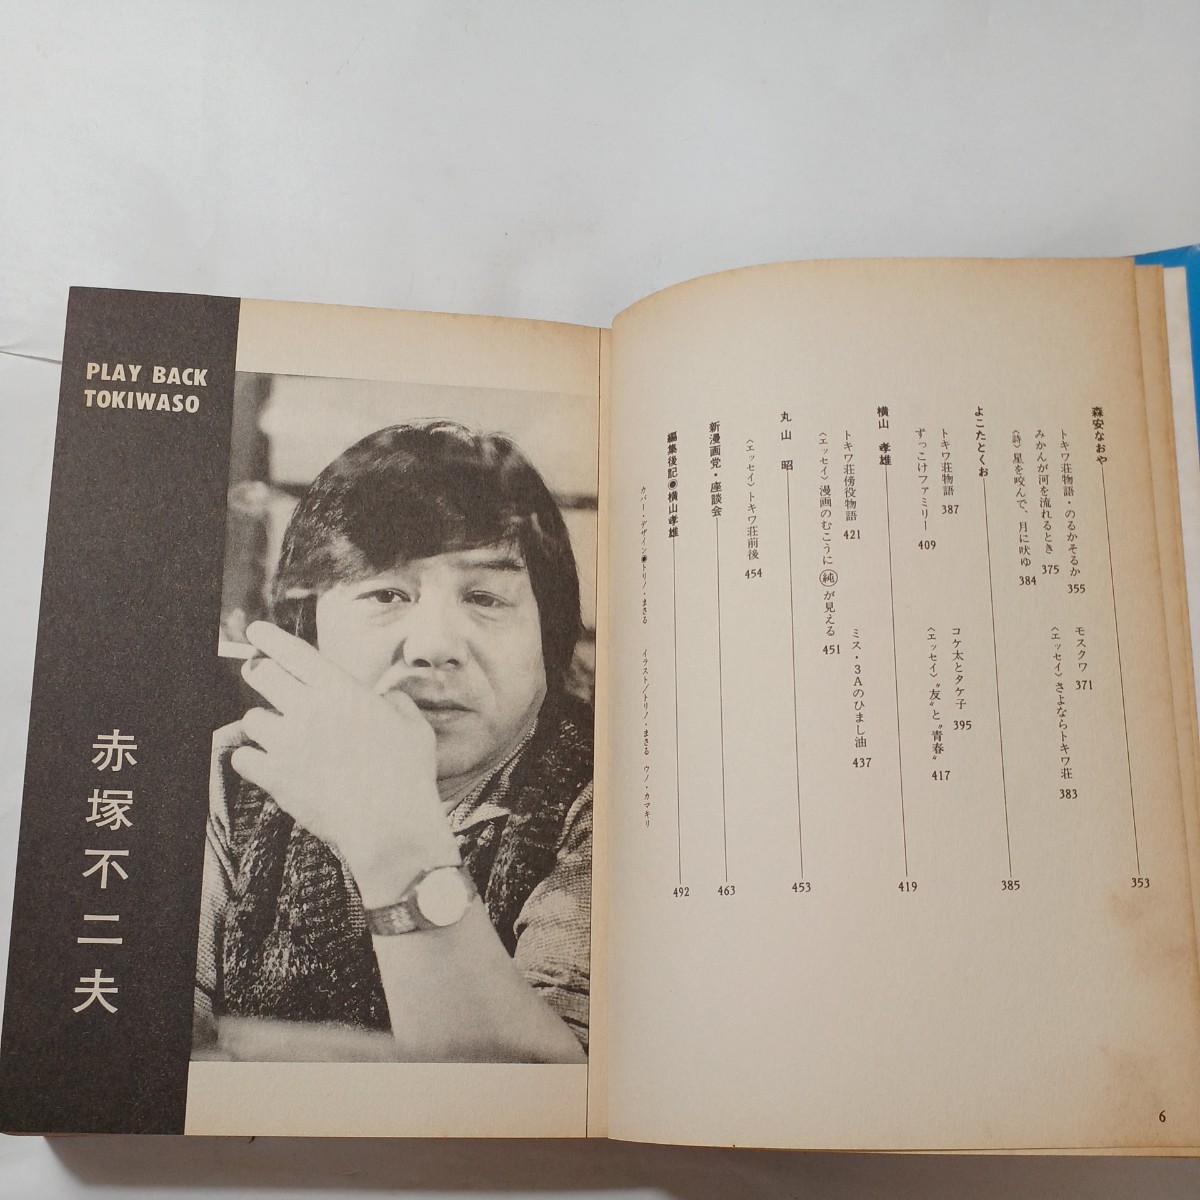 森安なおや
353
トキワ荘物語・のるかそるか 355
モスクワ 371
みかんが河を流れるとき 375
〈エッセイ〉さよならトキワ荘 383
〈詩〉星を咬んで、月に吠ゆ 384
よこたとくお
385
トキワ荘物語 387
コケ太とタケ子 395
ずっこけファミリー 409
〈エッセイ〉〝友〟と〝青春〟 417
横山 孝雄
419
トキワ荘傍役物語 421
ミス・3Aのひまし油 437
〈エッセイ〉漫画のむこうに㊥が見える 451
丸山 昭
453
〈エッセイ〉トキワ荘前後 454
新漫画党・座談会
463
編集後記◉横山孝雄
492
カバー・デザイン◉トリノ・まさる
イラスト/トリノ・まさる ウノ・カマキリ
6
PLAY BACK
TOKIWASO
赤塚不二夫